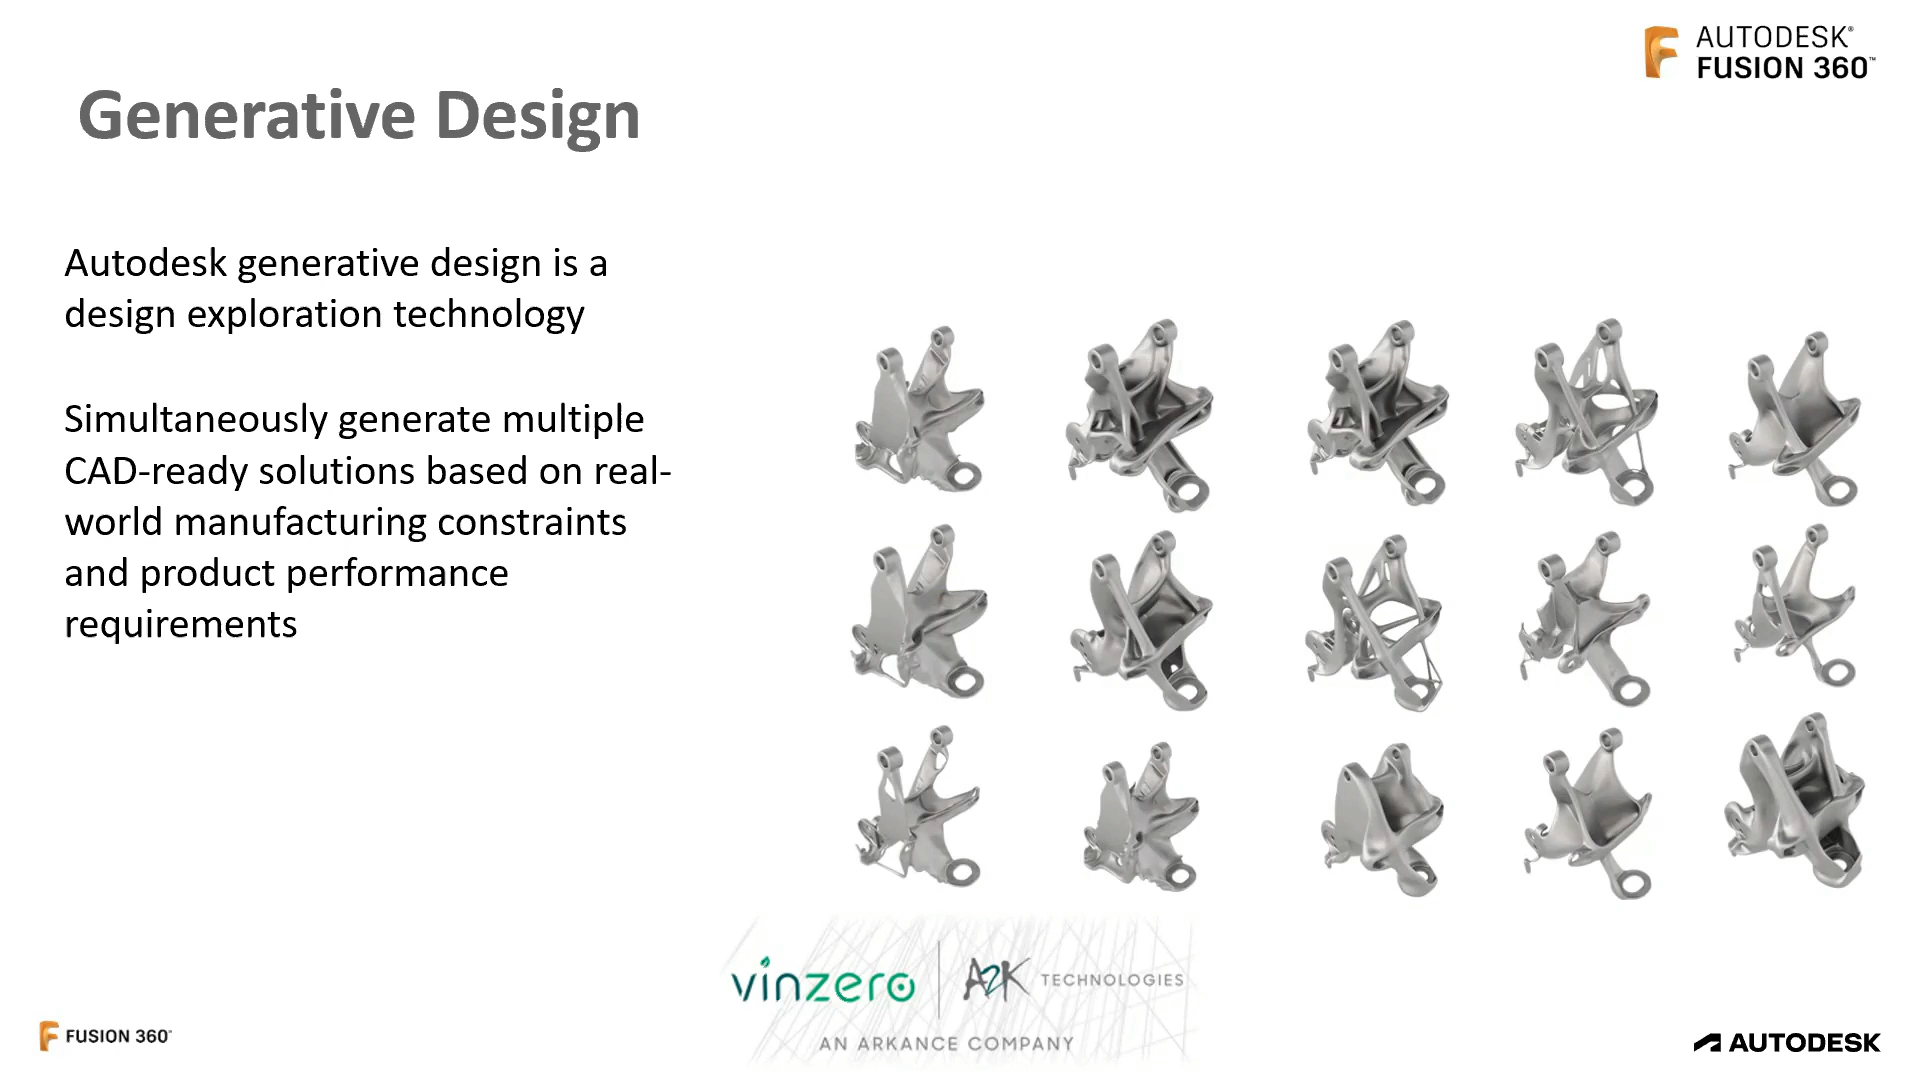 AUTODESK®
FUSION 360™
Generative Design
Autodesk generative design is a
design exploration technology
Simultaneously generate multiple
CAD-ready solutions based on real-
world manufacturing constraints
and product performance
requirements
vinzero
A2K TECHNOLOGIES
AN ARKANCE COMPANY
FUSION 360™
AUTODESK